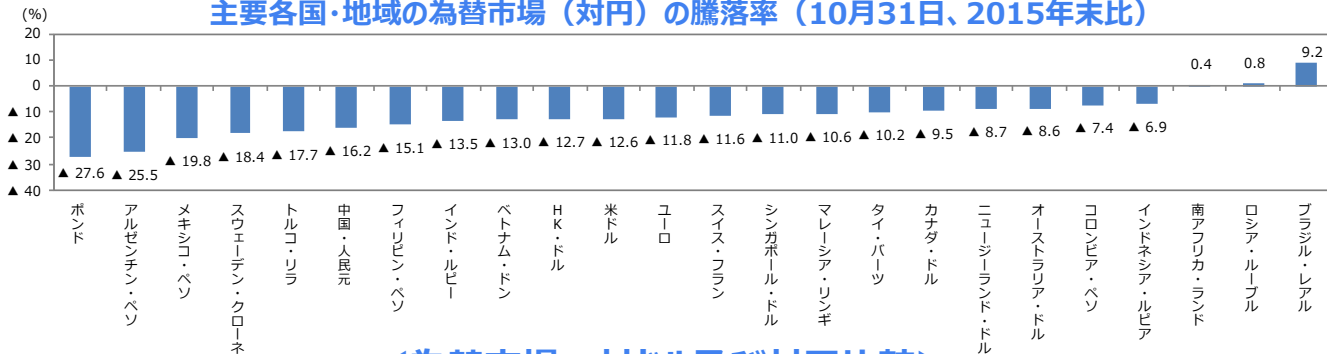 主要各国・地域の為替市場（対円）の騰落率（10月31日、2015年末比）
(%)
20
10
0
▲ 10
▲ 20
▲ 30
▲ 40
▲ 27.6
▲ 25.5
▲ 19.8
▲ 18.4
▲ 17.7
▲ 16.2
▲ 15.1
▲ 13.5
▲ 13.0
▲ 12.7
▲ 12.6
▲ 11.8
▲ 11.6
▲ 11.0
▲ 10.6
▲ 10.2
▲ 9.5
▲ 8.7
▲ 8.6
▲ 7.4
▲ 6.9
0.4
0.8
9.2
ポンド
アルゼンチン・ペソ
メキシコ・ペソ
スウェーデン・クローネ
トルコ・リラ
中国・人民元
フィリピン・ペソ
インド・ルピー
ベトナム・ドン
HK・ドル
米ドル
ユーロ
スイス・フラン
シンガポール・ドル
マレーシア・リンギ
タイ・バーツ
カナダ・ドル
ニュージーランド・ドル
オーストラリア・ドル
コロンビア・ペソ
インドネシア・ルピア
南アフリカ・ランド
ロシア・ルーブル
ブラジル・レアル